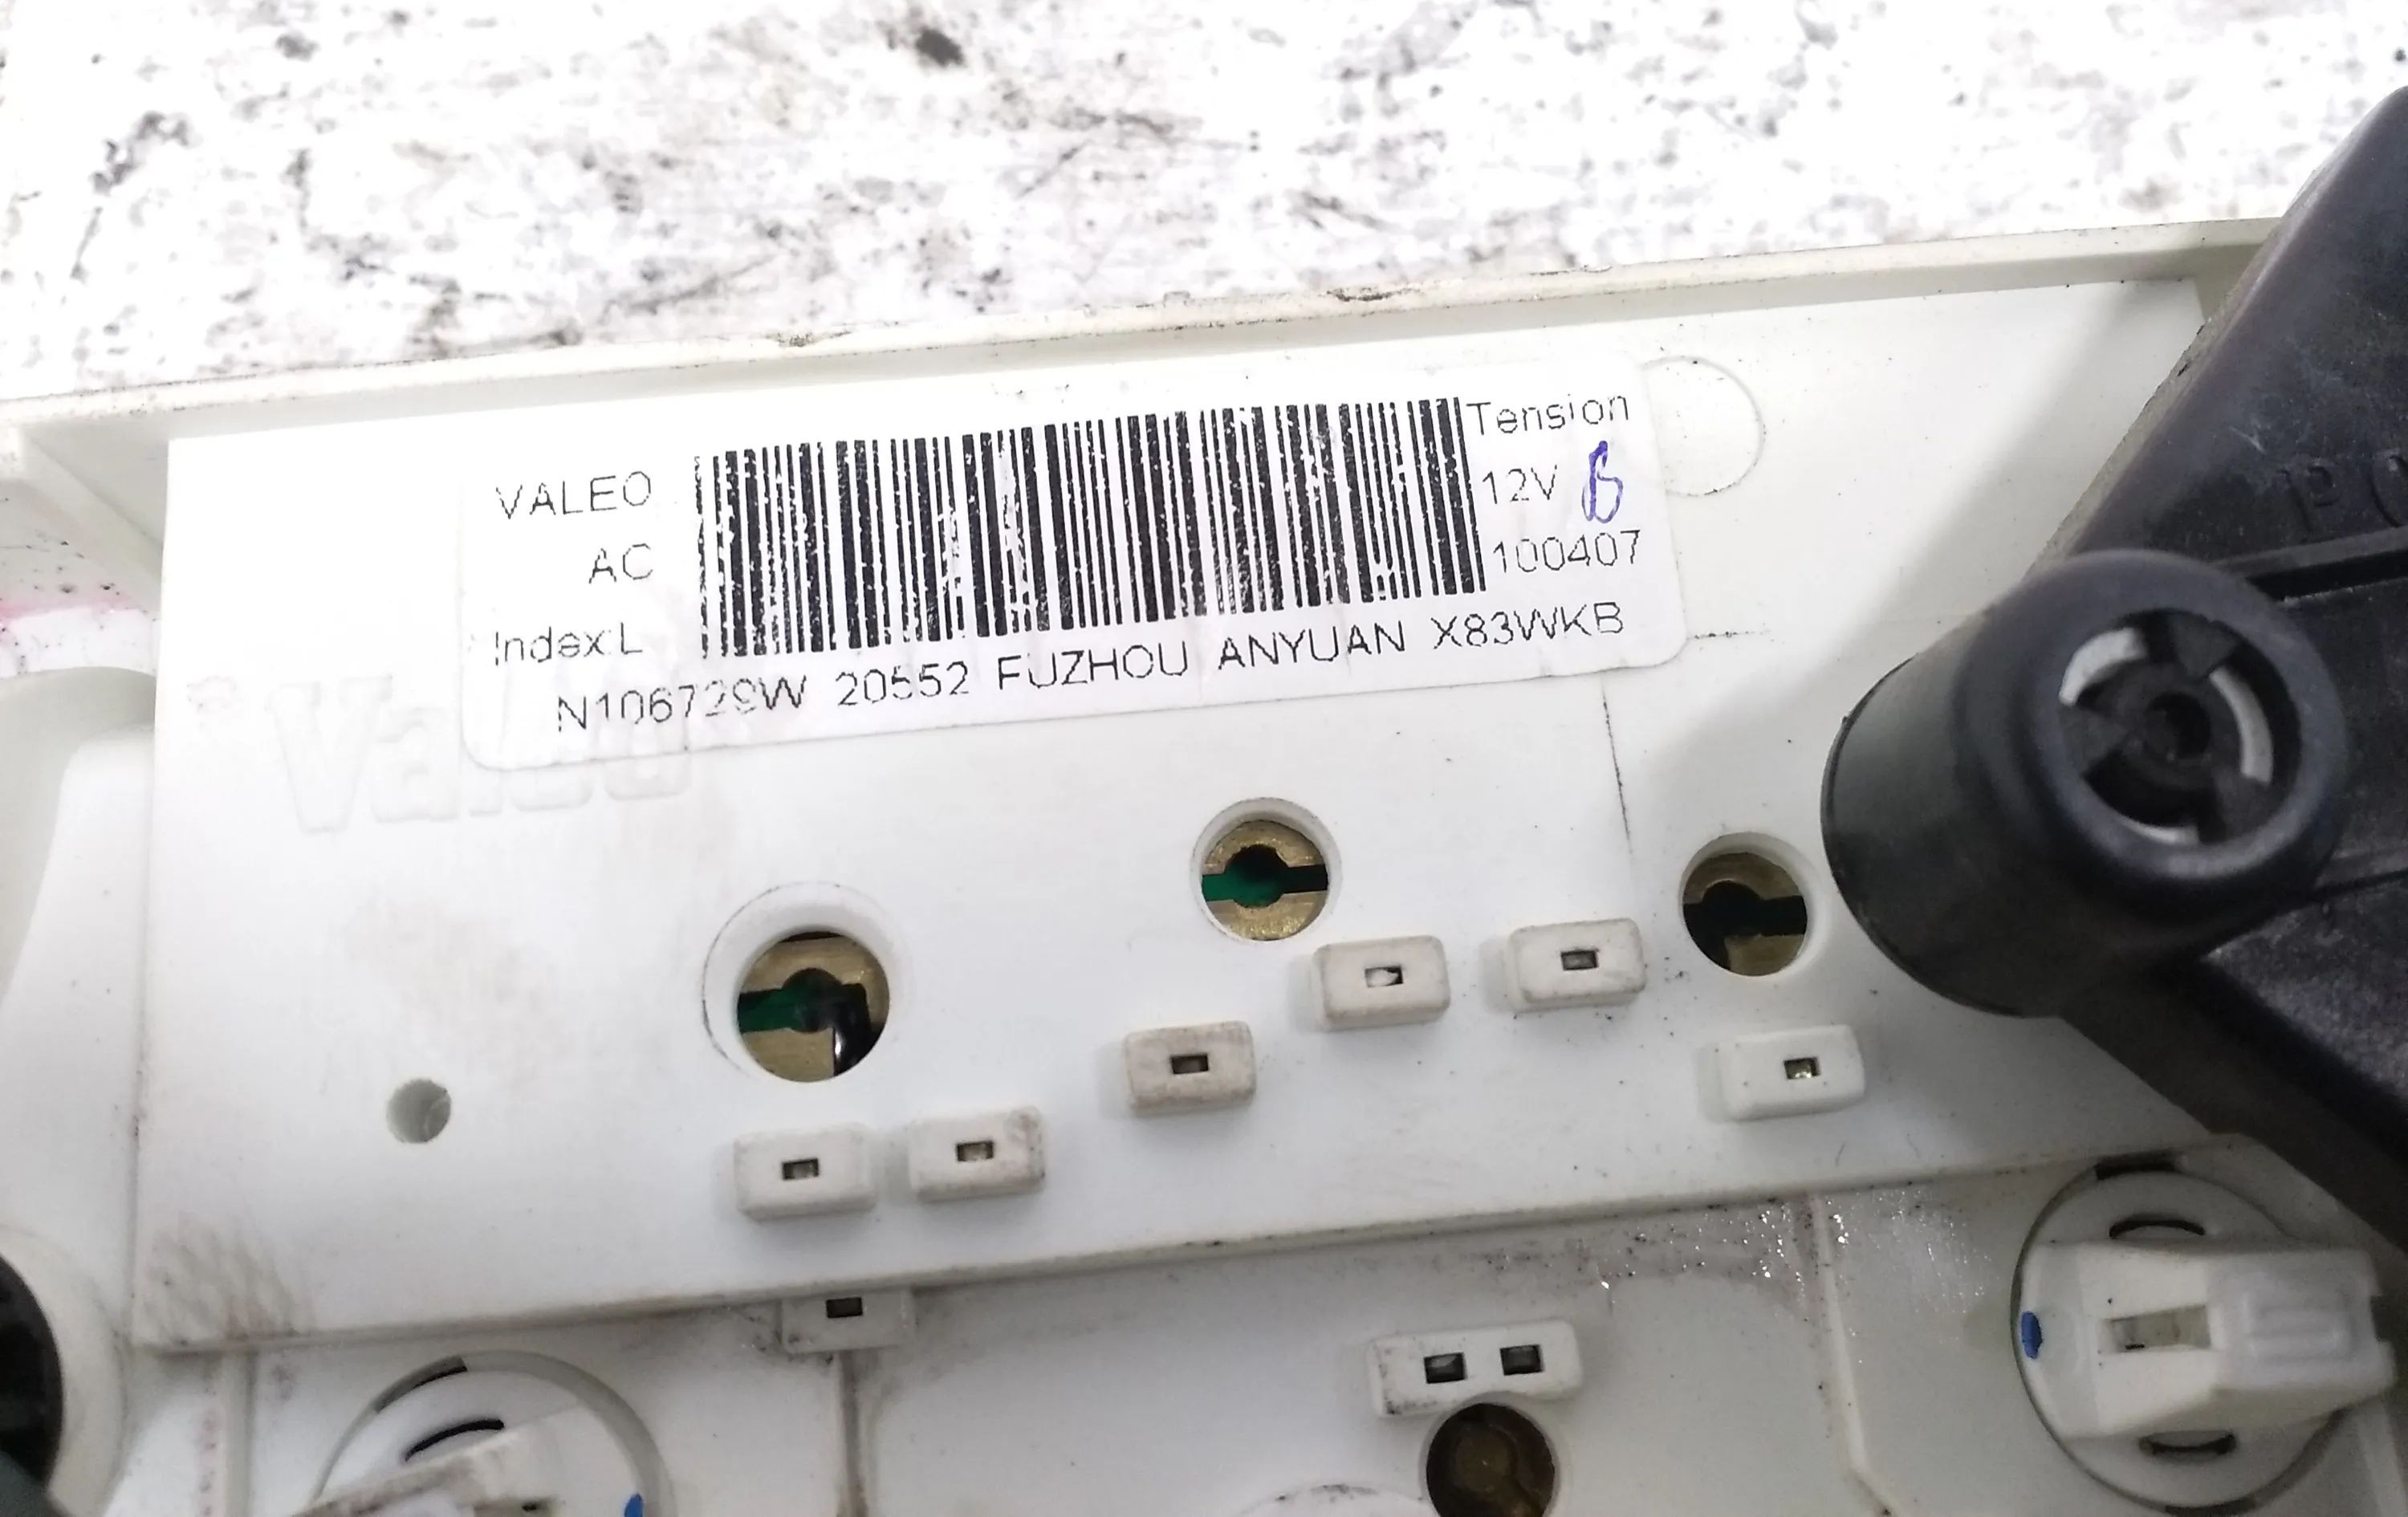 VALEO
AC
Index:L
Tension
12V B
100407
N106729W 20552 FUZHOU ANYUAN X83WKB
Valeo